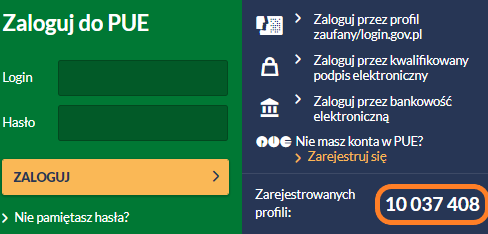 Zaloguj do PUE
Login
Hasło
ZALOGUJ
Nie pamiętasz hasła?
Zaloguj przez profil
zaufany/login.gov.pl
Zaloguj przez kwalifikowany
podpis elektroniczny
Zaloguj przez bankowość
elektroniczną
pue Nie masz konta w PUE?
Zarejestruj się
Zarejestrowanych
profili:
10 037 408